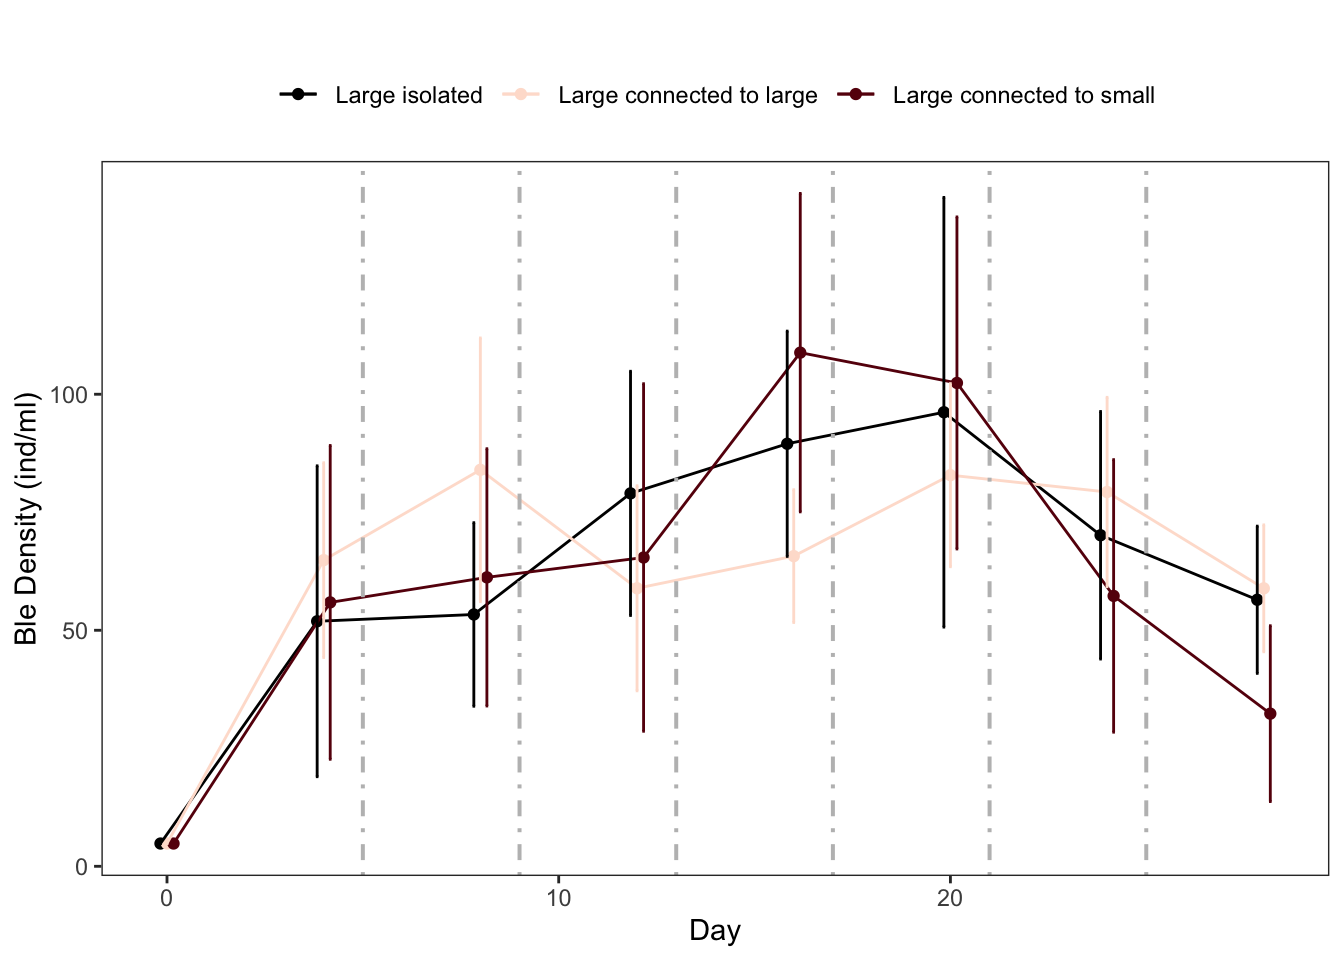 Large isolated Large connected to large Large connected to small
Ble Density (ind/ml)
100
50
0
0 10 20
Day